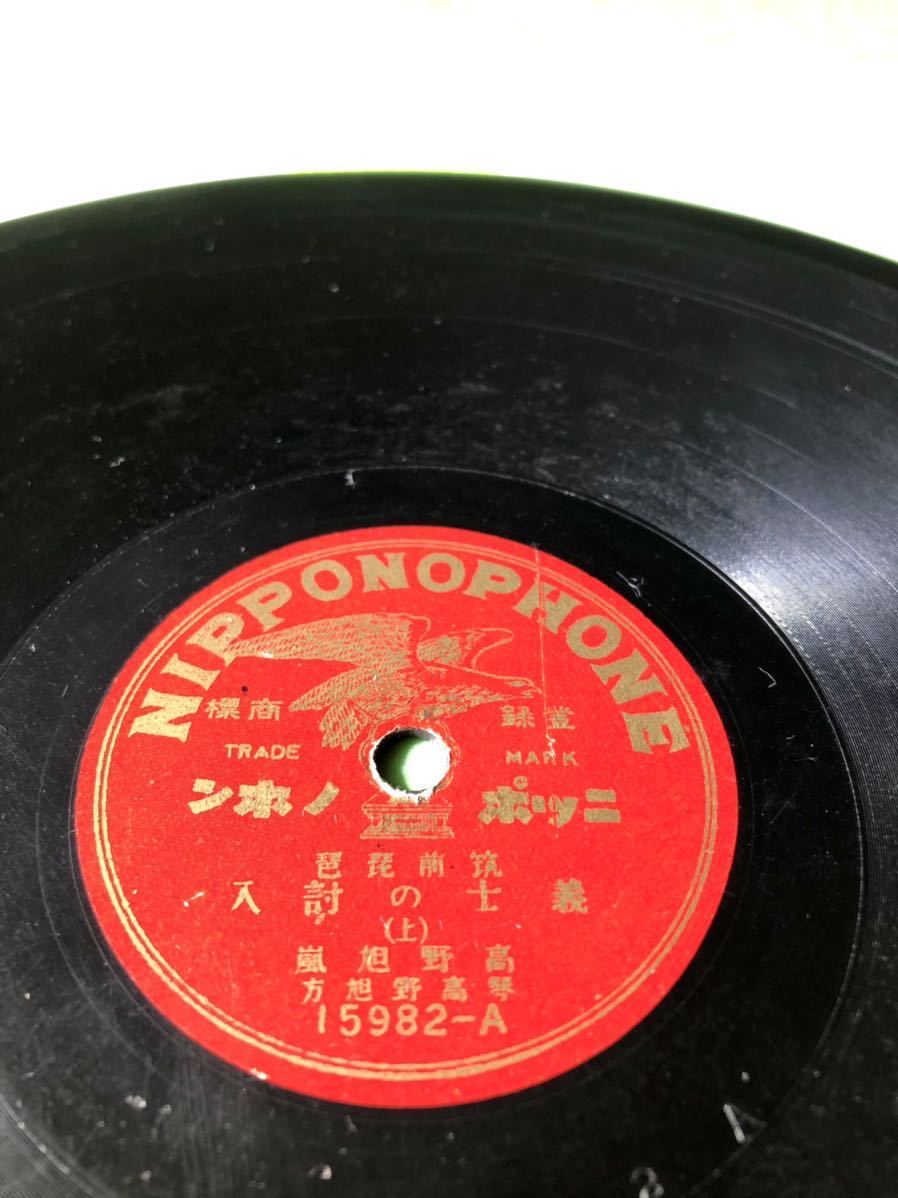 NIPPONOPHONE
登録商標
TRADE MARK
ニッポノホン
筑前琵琶
義士の討入
(上)
高野旭嵐
琴高野旭方
15982-A